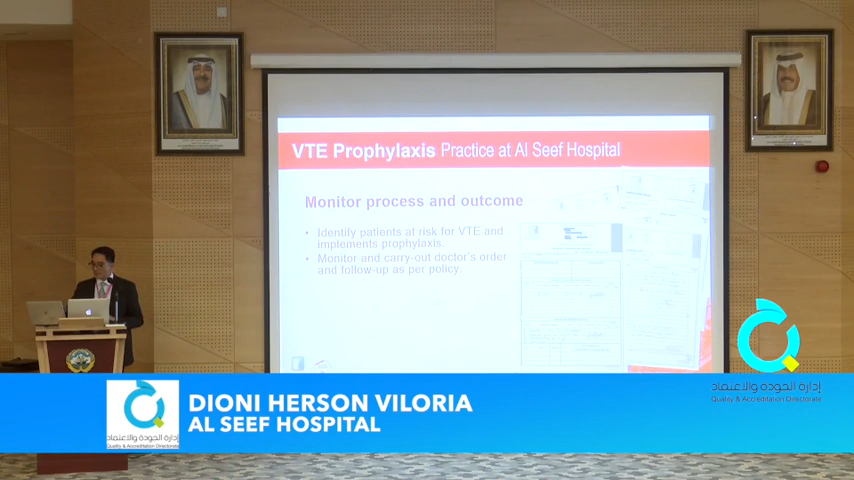 VTE Prophylaxis Practice at Al Seef Hospital
Monitor process and outcome
• Identify patients at risk for VTE and
implements prophylaxis.
• Monitor and carry-out doctor's order
and follow-up as per policy.
إدارة الجودة والاعتماد
Quality & Accreditation Directorate
إدارة الجودة والاعتماد
Quality & Accreditation Directorate
DIONI HERSON VILORIA
AL SEEF HOSPITAL